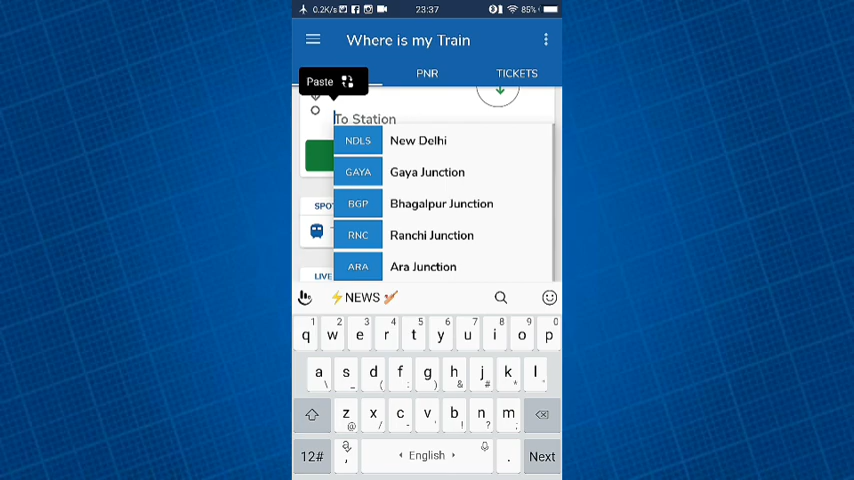 0.2K/s 23:37 85%
Where is my Train
PNR TICKETS
Paste
To Station
NDLS New Delhi
GAYA Gaya Junction
SPOT
BGP Bhagalpur Junction
RNC Ranchi Junction
LIVE
ARA Ara Junction
⚡NEWS 🏏
1 2 3 4 5 6 7 8 9 0
q w e r t y u i o p
a s d f g h j k l
\ _ ( : ) & # * '
z x c v b n m
@ / - , ! ? ;
12# , English . Next